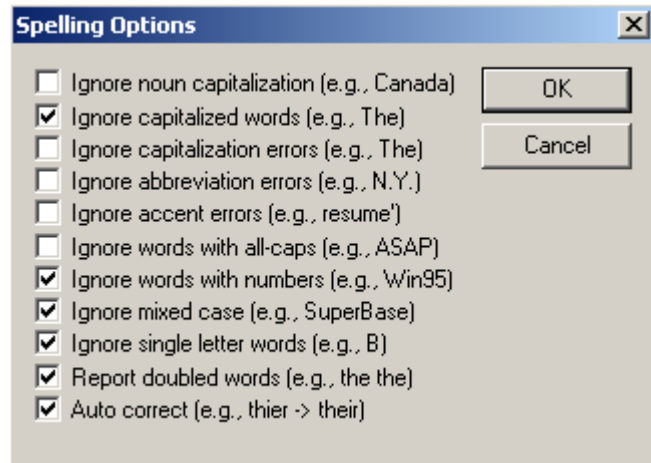 Spelling Options
Ignore noun capitalization (e.g., Canada)
OK
Ignore capitalized words (e.g., The)
Ignore capitalization errors (e.g., The)
Cancel
Ignore abbreviation errors (e.g., N.Y.)
Ignore accent errors (e.g., resume')
Ignore words with all-caps (e.g., ASAP)
Ignore words with numbers (e.g., Win95)
Ignore mixed case (e.g., SuperBase)
Ignore single letter words (e.g., B)
Report doubled words (e.g., the the)
Auto correct (e.g., thier -> their)